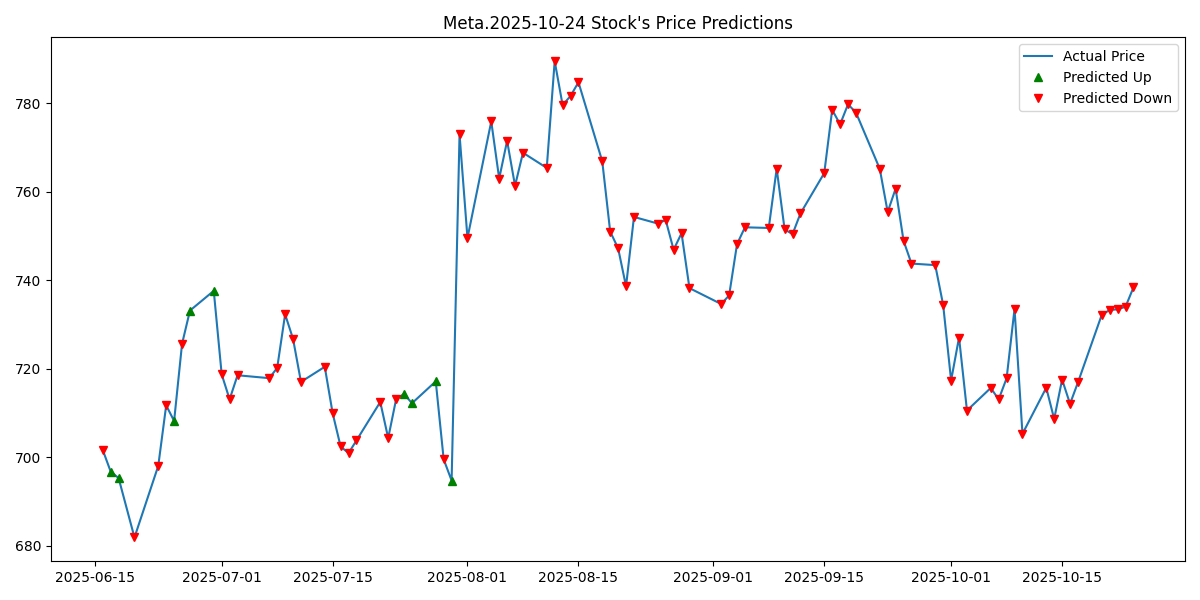 Meta.2025-10-24 Stock's Price Predictions
Actual Price
Predicted Up
Predicted Down
780
760
740
720
700
680
2025-06-15 2025-07-01 2025-07-15 2025-08-01 2025-08-15 2025-09-01 2025-09-15 2025-10-01 2025-10-15